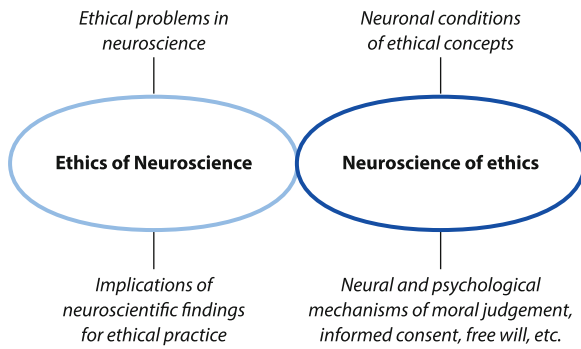 Ethical problems in
neuroscience
Neuronal conditions
of ethical concepts
Ethics of Neuroscience
Neuroscience of ethics
Implications of
neuroscientific findings
for ethical practice
Neural and psychological
mechanisms of moral judgement,
informed consent, free will, etc.